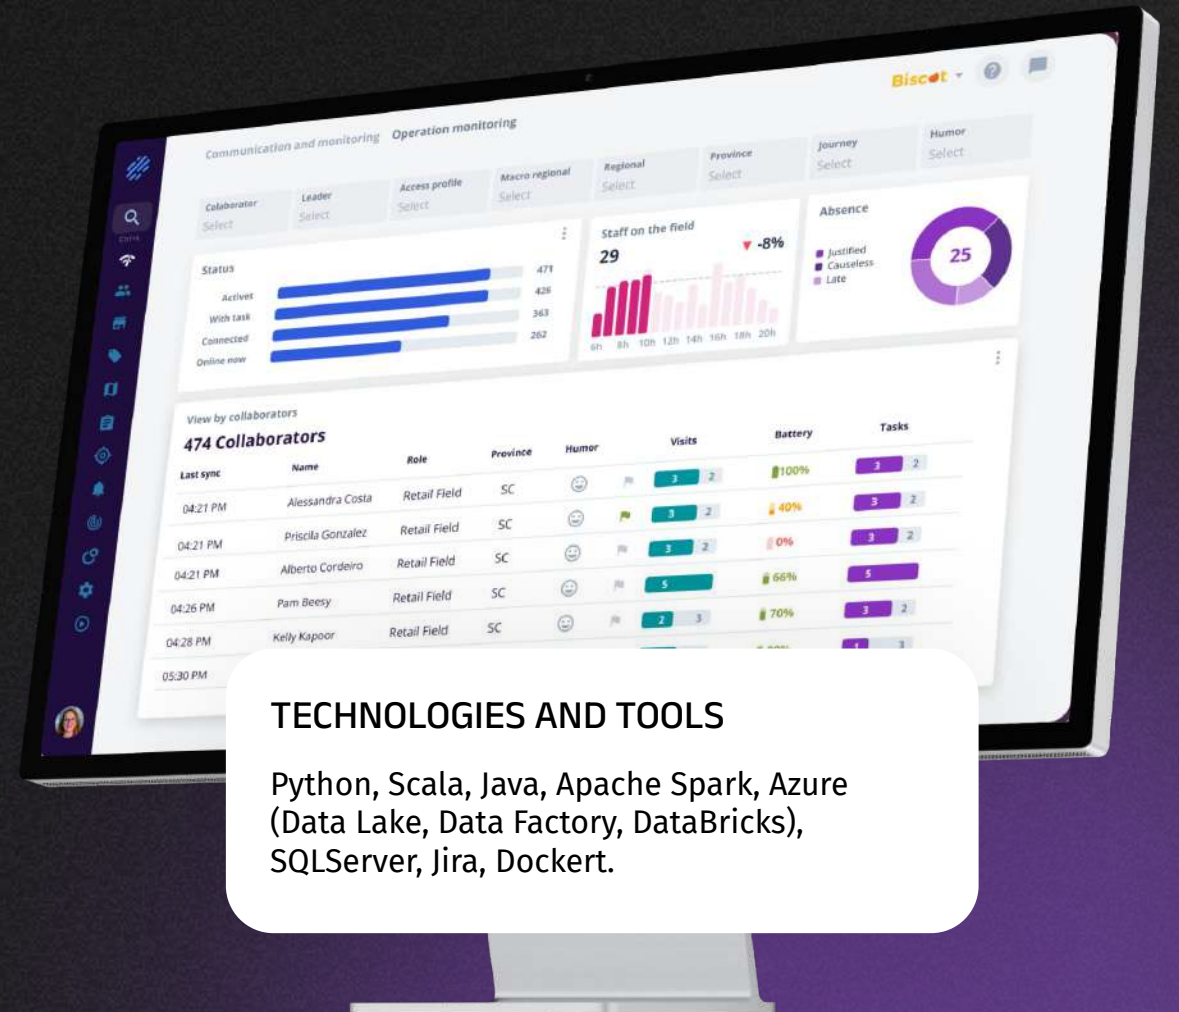 Biscot
Communication and monitoring Operation monitoring
Colaborator Leader Access profile Macro regional Regional Province Journey Humor
Select Select Select Select Select Select Select Select
Chris
Status
Actives 471
With task 426
Connected 363
Online now 262
Staff on the field
29 -8%
6h 8h 10h 12h 14h 16h 18h 20h
Absence
Justified
Causeless
Late
25
View by collaborators
474 Collaborators
Last sync Name Role Province Humor Visits Battery Tasks
04:21 PM Alessandra Costa Retail Field SC 3 2 100% 3 2
04:21 PM Priscila Gonzalez Retail Field SC 3 2 40% 3 2
04:21 PM Alberto Cordeiro Retail Field SC 3 2 0% 3 2
04:26 PM Pam Beesy Retail Field SC 5 66% 5
04:28 PM Kelly Kapoor Retail Field SC 2 3 70% 3 2
05:30 PM
TECHNOLOGIES AND TOOLS
Python, Scala, Java, Apache Spark, Azure
(Data Lake, Data Factory, DataBricks),
SQLServer, Jira, Dockert.